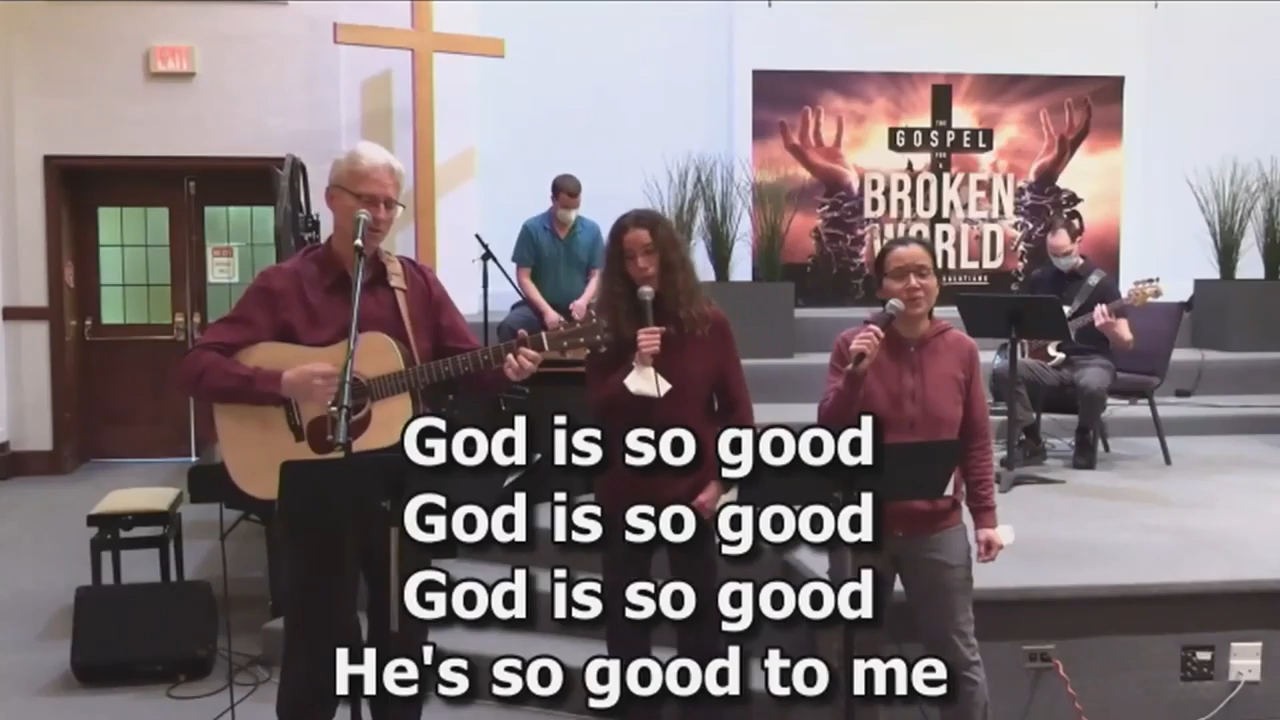 EXIT
THE
GOSPEL
FOR
A
BROKEN
WORLD
GALATIANS
God is so good
God is so good
God is so good
He's so good to me